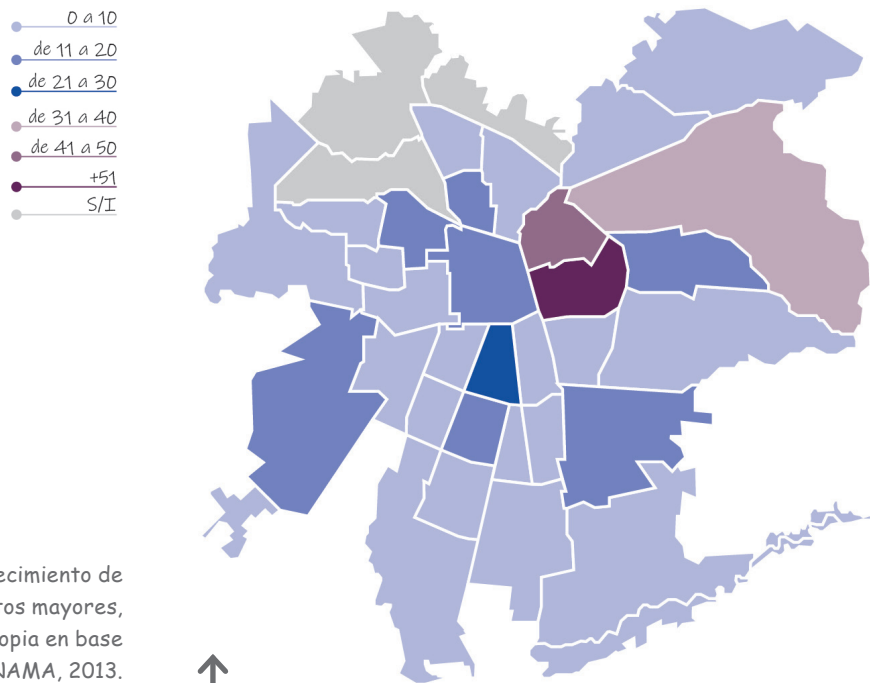 0 a 10
de 11 a 20
de 21 a 30
de 31 a 40
de 41 a 50
+51
S/I
ecimiento de
os mayores,
opia en base
NAMA, 2013.